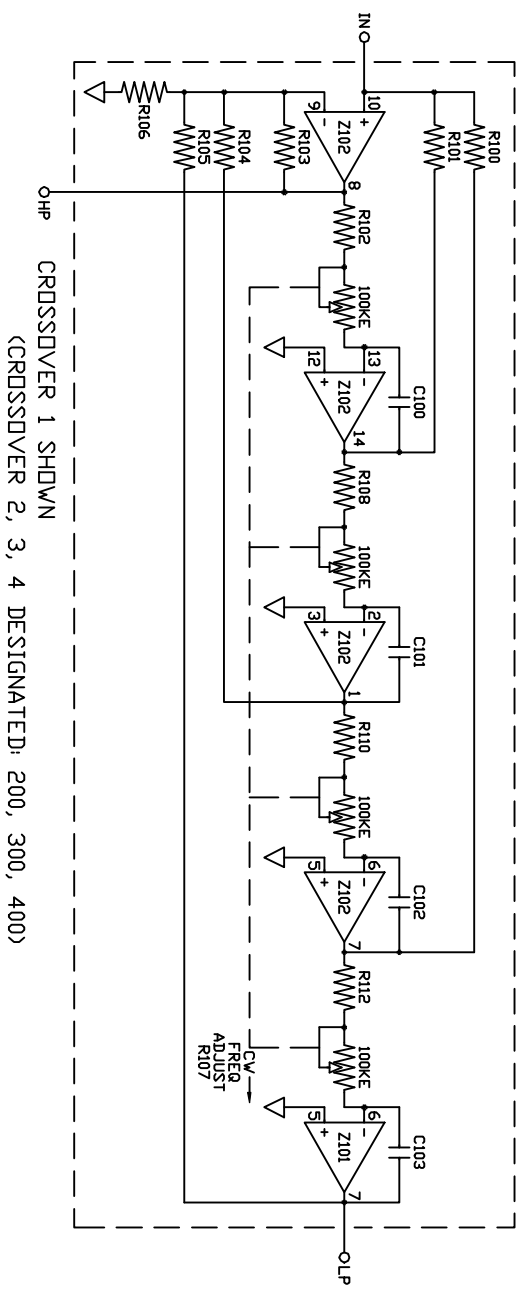 IN
R100
R101
10
+
Z102
-
9
8
R103
R104
R105
R106
HP
R102
100KE
C100
13
-
Z102
+
12
14
R108
100KE
C101
2
-
Z102
+
3
1
R110
100KE
C102
6
-
Z102
+
5
7
R112
100KE
C103
6
-
Z101
+
5
7
LP
CW
FREQ
ADJUST
R107
CROSSOVER 1 SHOWN
(CROSSOVER 2, 3, 4 DESIGNATED: 200, 300, 400)